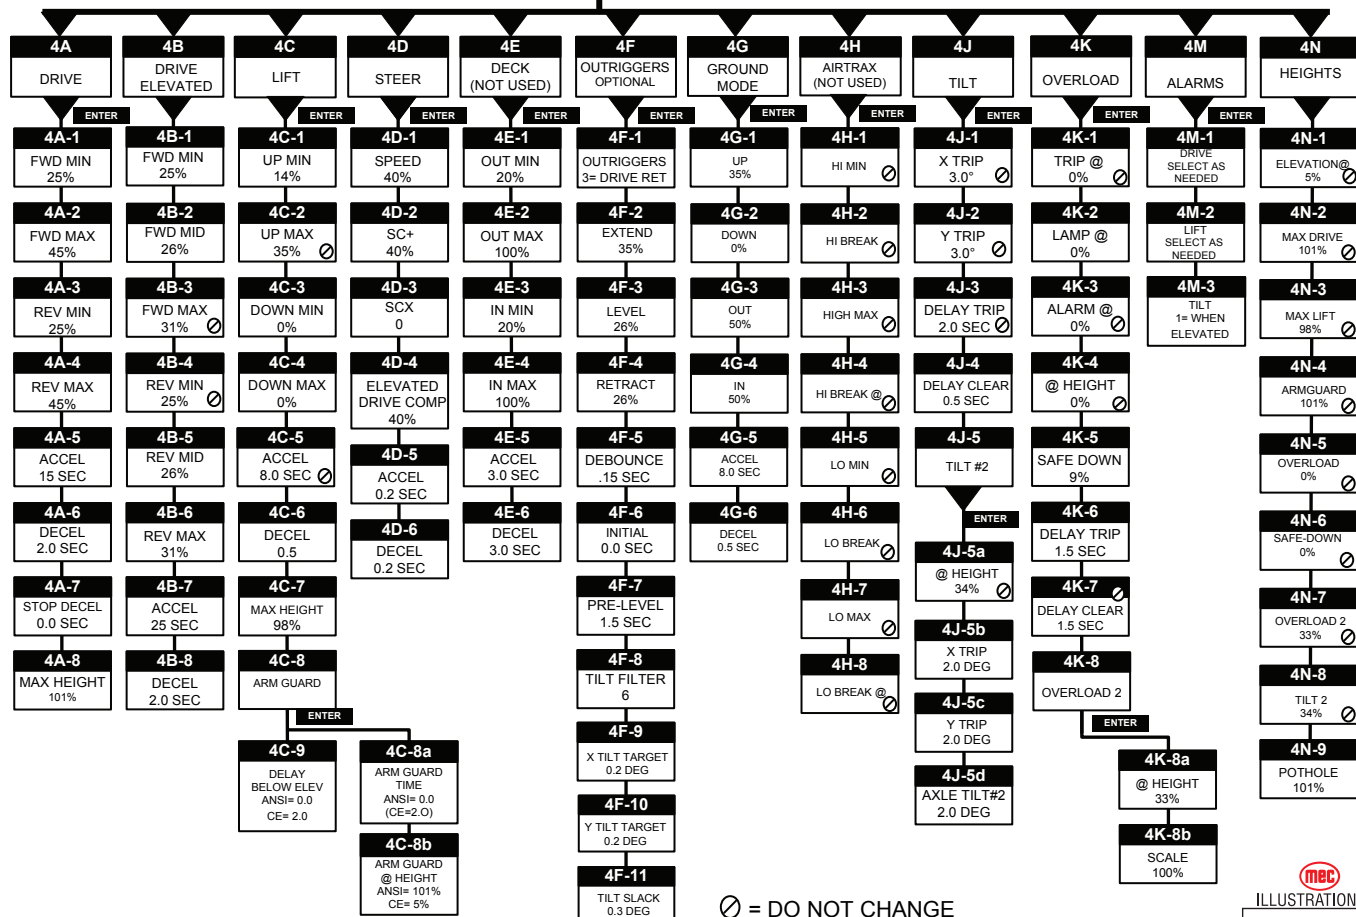 4A
DRIVE
ENTER
4A-1
FWD MIN
25%
4A-2
FWD MAX
45%
4A-3
REV MIN
25%
4A-4
REV MAX
45%
4A-5
ACCEL
15 SEC
4A-6
DECEL
2.0 SEC
4A-7
STOP DECEL
0.0 SEC
4A-8
MAX HEIGHT
101%
4B
DRIVE
ELEVATED
ENTER
4B-1
FWD MIN
25%
4B-2
FWD MID
26%
4B-3
FWD MAX
31%
4B-4
REV MIN
25%
4B-5
REV MID
26%
4B-6
REV MAX
31%
4B-7
ACCEL
25 SEC
4B-8
DECEL
2.0 SEC
4C
LIFT
ENTER
4C-1
UP MIN
14%
4C-2
UP MAX
35%
4C-3
DOWN MIN
0%
4C-4
DOWN MAX
0%
4C-5
ACCEL
8.0 SEC
4C-6
DECEL
0.5
4C-7
MAX HEIGHT
98%
4C-8
ARM GUARD
ENTER
4C-9
DELAY
BELOW ELEV
ANSI= 0.0
CE= 2.0
4C-8a
ARM GUARD
TIME
ANSI= 0.0
(CE=2.O)
4C-8b
ARM GUARD
@ HEIGHT
ANSI= 101%
CE= 5%
4D
STEER
ENTER
4D-1
SPEED
40%
4D-2
SC+
40%
4D-3
SCX
0
4D-4
ELEVATED
DRIVE COMP
40%
4D-5
ACCEL
0.2 SEC
4D-6
DECEL
0.2 SEC
4E
DECK
(NOT USED)
ENTER
4E-1
OUT MIN
20%
4E-2
OUT MAX
100%
4E-3
IN MIN
20%
4E-4
IN MAX
100%
4E-5
ACCEL
3.0 SEC
4E-6
DECEL
3.0 SEC
4F
OUTRIGGERS
OPTIONAL
ENTER
4F-1
OUTRIGGERS
3= DRIVE RET
4F-2
EXTEND
35%
4F-3
LEVEL
26%
4F-4
RETRACT
26%
4F-5
DEBOUNCE
.15 SEC
4F-6
INITIAL
0.0 SEC
4F-7
PRE-LEVEL
1.5 SEC
4F-8
TILT FILTER
6
4F-9
X TILT TARGET
0.2 DEG
4F-10
Y TILT TARGET
0.2 DEG
4F-11
TILT SLACK
0.3 DEG
4G
GROUND
MODE
ENTER
4G-1
UP
35%
4G-2
DOWN
0%
4G-3
OUT
50%
4G-4
IN
50%
4G-5
ACCEL
8.0 SEC
4G-6
DECEL
0.5 SEC
4H
AIRTRAX
(NOT USED)
ENTER
4H-1
HI MIN
4H-2
HI BREAK
4H-3
HIGH MAX
4H-4
HI BREAK @
4H-5
LO MIN
4H-6
LO BREAK
4H-7
LO MAX
4H-8
LO BREAK @
4J
TILT
ENTER
4J-1
X TRIP
3.0°
4J-2
Y TRIP
3.0°
4J-3
DELAY TRIP
2.0 SEC
4J-4
DELAY CLEAR
0.5 SEC
4J-5
TILT #2
ENTER
4J-5a
@ HEIGHT
34%
4J-5b
X TRIP
2.0 DEG
4J-5c
Y TRIP
2.0 DEG
4J-5d
AXLE TILT#2
2.0 DEG
4K
OVERLOAD
ENTER
4K-1
TRIP @
0%
4K-2
LAMP @
0%
4K-3
ALARM @
0%
4K-4
@ HEIGHT
0%
4K-5
SAFE DOWN
9%
4K-6
DELAY TRIP
1.5 SEC
4K-7
DELAY CLEAR
1.5 SEC
4K-8
OVERLOAD 2
ENTER
4K-8a
@ HEIGHT
33%
4K-8b
SCALE
100%
4M
ALARMS
ENTER
4M-1
DRIVE
SELECT AS
NEEDED
4M-2
LIFT
SELECT AS
NEEDED
4M-3
TILT
1= WHEN
ELEVATED
4N
HEIGHTS
4N-1
ELEVATION@
5%
4N-2
MAX DRIVE
101%
4N-3
MAX LIFT
98%
4N-4
ARMGUARD
101%
4N-5
OVERLOAD
0%
4N-6
SAFE-DOWN
0%
4N-7
OVERLOAD 2
33%
4N-8
TILT 2
34%
4N-9
POTHOLE
101%
= DO NOT CHANGE
mec
ILLUSTRATION